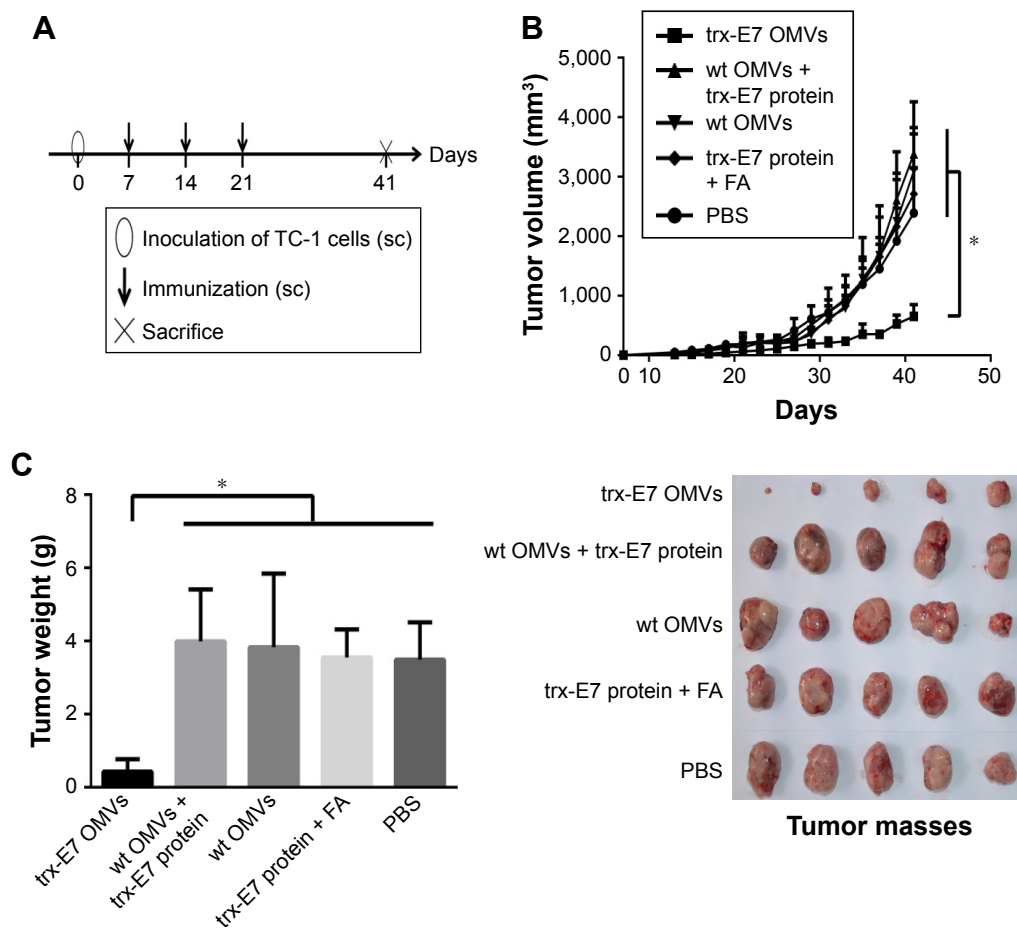 A
Days
0 7 14 21 41
Inoculation of TC-1 cells (sc)
Immunization (sc)
Sacrifice
B
trx-E7 OMVs
wt OMVs +
trx-E7 protein
wt OMVs
trx-E7 protein
+ FA
PBS
Tumor volume (mm³)
5,000
4,000
3,000
2,000
1,000
0
*
0 10 20 30 40 50
Days
C
Tumor weight (g)
8
6
4
2
0
*
trx-E7 OMVs
wt OMVs +
trx-E7 protein
wt OMVs
trx-E7 protein + FA
PBS
trx-E7 OMVs
wt OMVs + trx-E7 protein
wt OMVs
trx-E7 protein + FA
PBS
Tumor masses